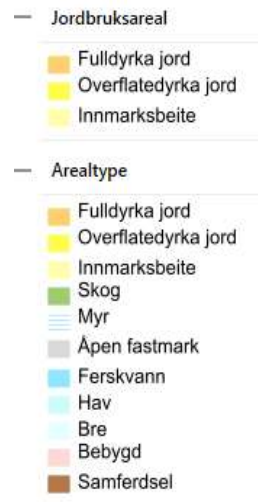 Jordbruksareal
Fulldyrka jord
Overflatedyrka jord
Innmarksbeite
Arealtype
Fulldyrka jord
Overflatedyrka jord
Innmarksbeite
Skog
Myr
Åpen fastmark
Ferskvann
Hav
Bre
Bebygd
Samferdsel